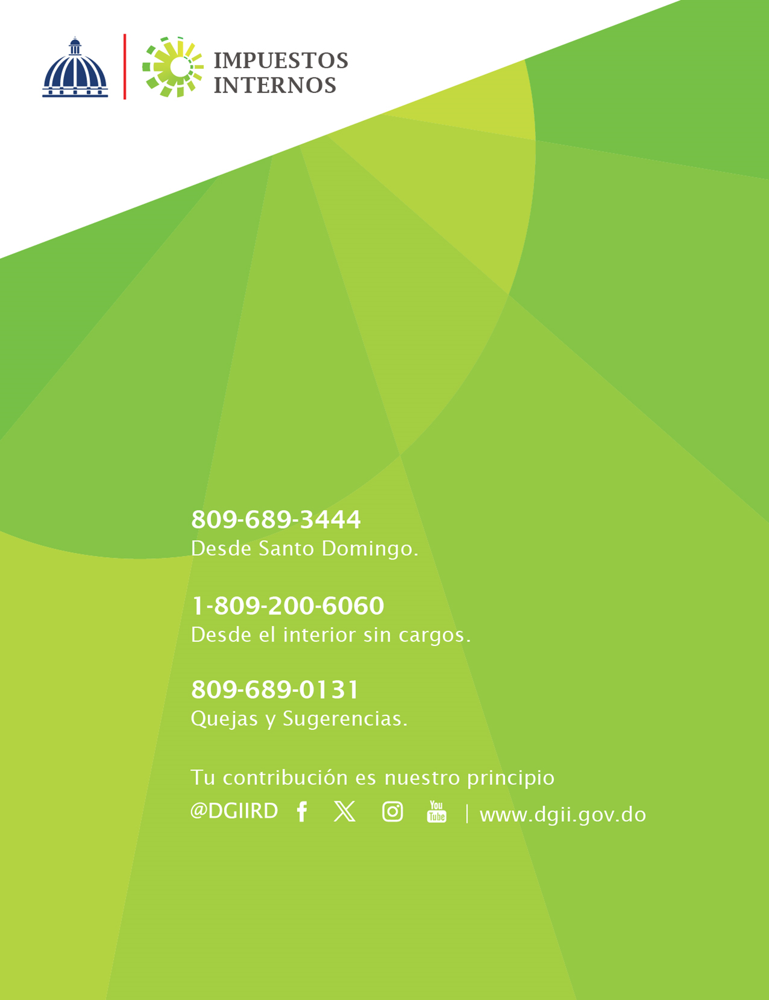 IMPUESTOS
INTERNOS
809-689-3444
Desde Santo Domingo.
1-809-200-6060
Desde el interior sin cargos.
809-689-0131
Quejas y Sugerencias.
Tu contribución es nuestro principio
@DGIIRD You Tube | www.dgii.gov.do